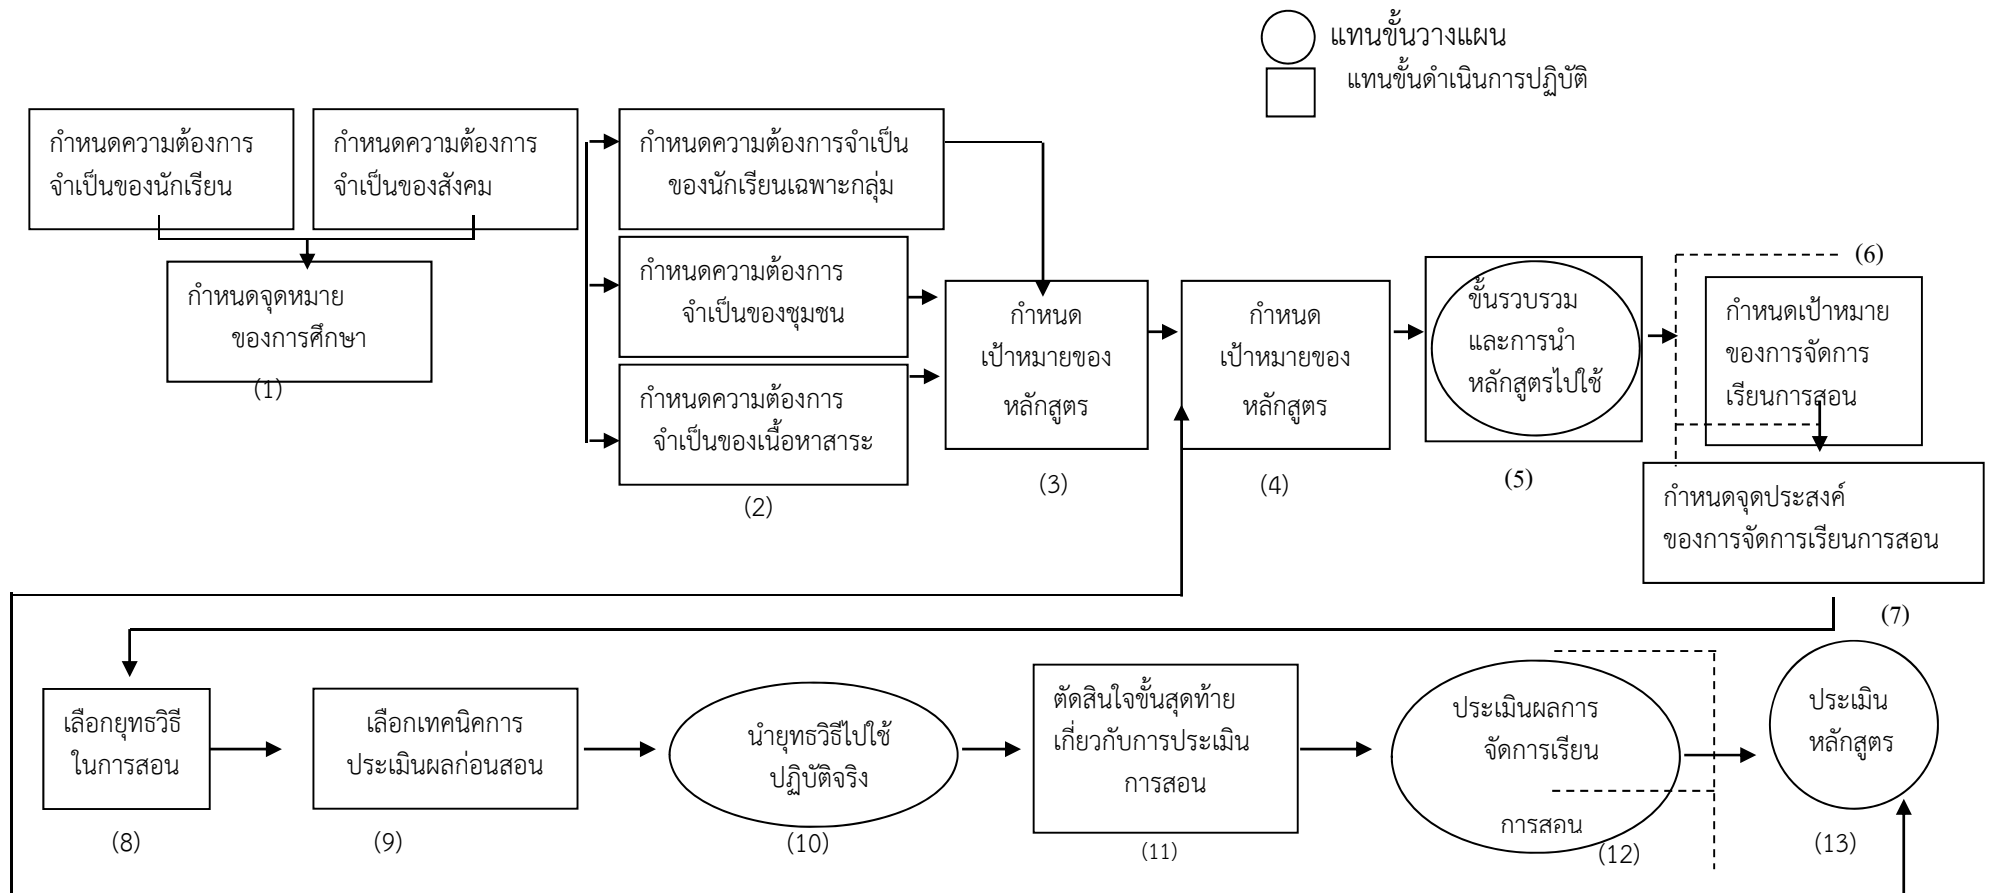 แทนขั้นวางแผน
แทนขั้นดำเนินการปฏิบัติ
กำหนดความต้องการ
จำเป็นของนักเรียน
กำหนดความต้องการ
จำเป็นของสังคม
กำหนดจุดหมาย
ของการศึกษา
(1)
กำหนดความต้องการจำเป็น
ของนักเรียนเฉพาะกลุ่ม
กำหนดความต้องการ
จำเป็นของชุมชน
กำหนดความต้องการ
จำเป็นของเนื้อหาสาระ
(2)
กำหนด
เป้าหมายของ
หลักสูตร
(3)
กำหนด
เป้าหมายของ
หลักสูตร
(4)
ขั้นรวบรวม
และการนำ
หลักสูตรไปใช้
(5)
(6)
กำหนดเป้าหมาย
ของการจัดการ
เรียนการสอน
กำหนดจุดประสงค์
ของการจัดการเรียนการสอน
(7)
เลือกยุทธวิธี
ในการสอน
(8)
เลือกเทคนิคการ
ประเมินผลก่อนสอน
(9)
นำยุทธวิธีไปใช้
ปฏิบัติจริง
(10)
ตัดสินใจขั้นสุดท้าย
เกี่ยวกับการประเมิน
การสอน
(11)
ประเมินผลการ
จัดการเรียน
การสอน
(12)
ประเมิน
หลักสูตร
(13)